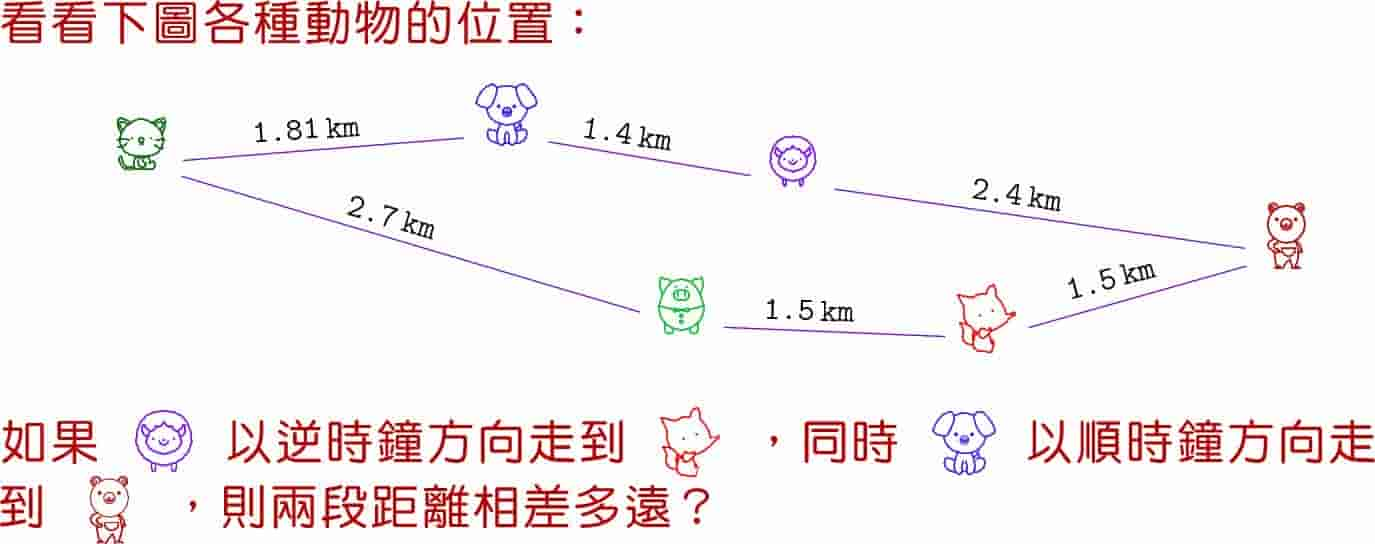 看看下圖各種動物的位置：
1.81 km
1.4 km
2.4 km
2.7 km
1.5 km
1.5 km
如果 以逆時鐘方向走到 ，同時 以順時鐘方向走
到 ，則兩段距離相差多遠？